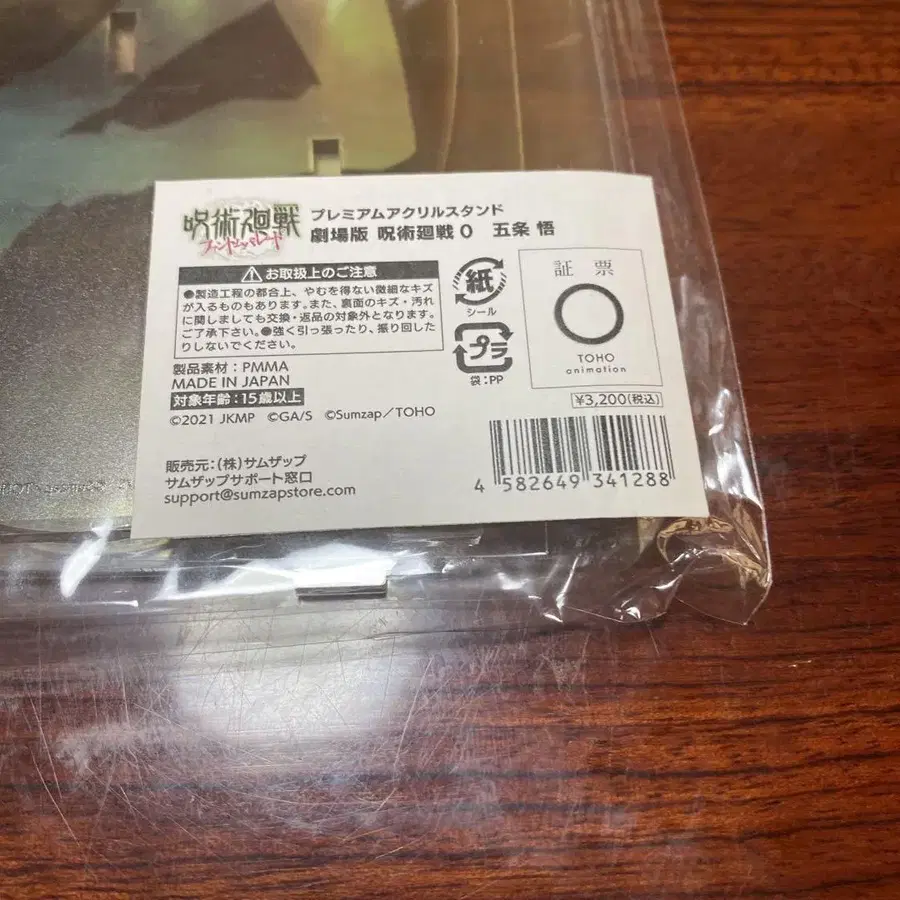 呪術廻戦
ファントムパレード
プレミアムアクリルスタンド
劇場版 呪術廻戦 0 五条 悟
お取扱上のご注意
●製造工程の都合上、やむを得ない微細なキズ
が入るものもあります。また、裏面のキズ・汚れ
に関しましても交換・返品の対象外となります。
ご了承下さい。●強く引っ張ったり、振り回した
りしないでください。
製品素材：PMMA
MADE IN JAPAN
対象年齢：15歳以上
©2021 JKMP ©GA/S ©Sumzap／TOHO
紙
シール
プラ
袋：PP
証 票
TOHO
animation
¥3,200(税込)
販売元：(株)サムザップ
サムザップサポート窓口
support@sumzapstore.com
4 582649 341288